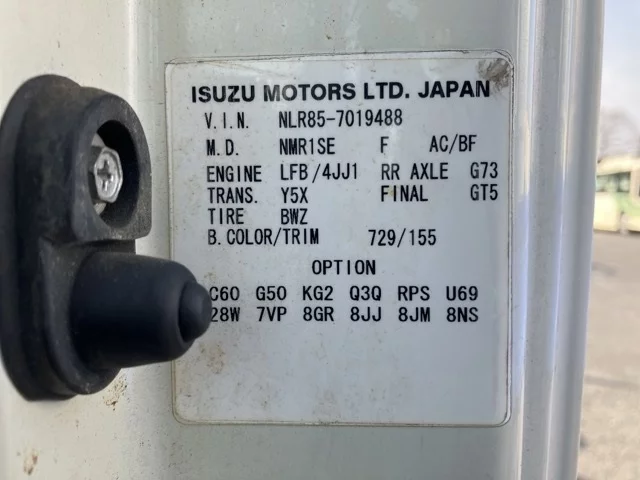 ISUZU MOTORS LTD. JAPAN
V.I.N. NLR85-7019488
M.D. NMR1SE F AC/BF
ENGINE LFB/4JJ1 RR AXLE G73
TRANS. Y5X FINAL GT5
TIRE BWZ
B.COLOR/TRIM 729/155
OPTION
C60 G50 KG2 Q3Q RPS U69
28W 7VP 8GR 8JJ 8JM 8NS